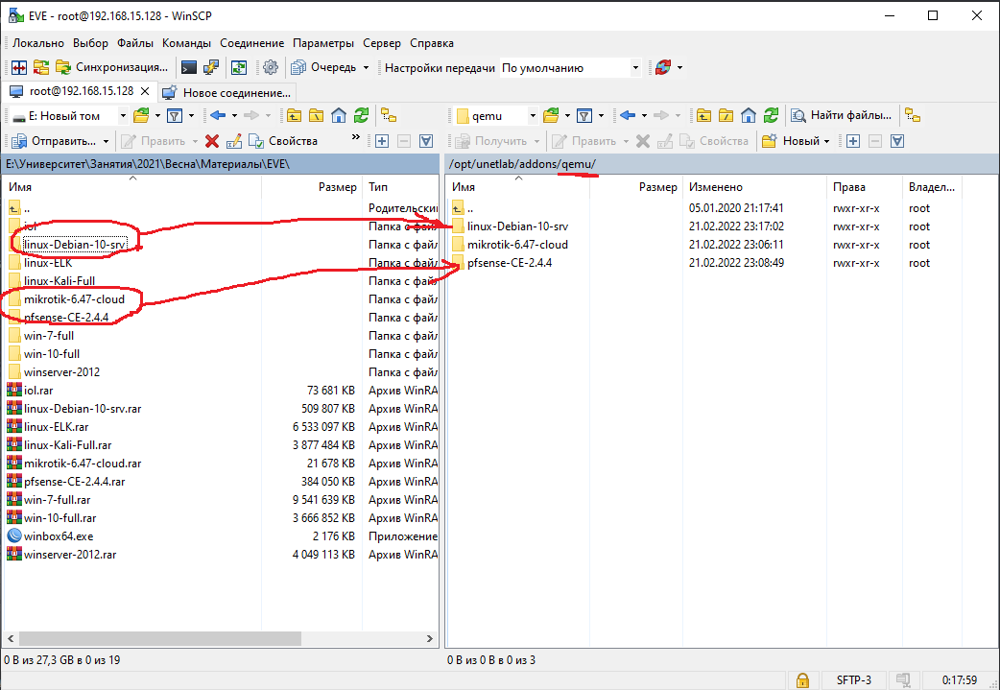 EVE - root@192.168.15.128 - WinSCP
Локально Выбор Файлы Команды Соединение Параметры Сервер Справка
Синхронизация... Очередь Настройки передачи По умолчанию
root@192.168.15.128 Новое соединение...
E: Новый том qemu Найти файлы...
Отправить... Править Свойства » Получить Править Свойства Новый
E:\Университет\Занятия\2021\Весна\Материалы\EVE\ /opt/unetlab/addons/qemu/
Имя Размер Тип Имя Размер Изменено Права Владел...
.. Родительски .. 05.01.2020 21:17:41 rwxr-xr-x root
iol Папка с файл linux-Debian-10-srv 21.02.2022 23:17:02 rwxr-xr-x root
linux-Debian-10-srv Папка с файл mikrotik-6.47-cloud 21.02.2022 23:06:11 rwxr-xr-x root
linux-ELK Папка с файл pfsense-CE-2.4.4 21.02.2022 23:08:49 rwxr-xr-x root
linux-Kali-Full Папка с файл
mikrotik-6.47-cloud Папка с файл
pfsense-CE-2.4.4 Папка с файл
win-7-full Папка с файл
win-10-full Папка с файл
winserver-2012 Папка с файл
iol.rar 73 681 KB Архив WinRA
linux-Debian-10-srv.rar 509 807 KB Архив WinRA
linux-ELK.rar 6 533 097 KB Архив WinRA
linux-Kali-Full.rar 3 877 484 KB Архив WinRA
mikrotik-6.47-cloud.rar 21 678 KB Архив WinRA
pfsense-CE-2.4.4.rar 384 050 KB Архив WinRA
win-7-full.rar 9 541 639 KB Архив WinRA
win-10-full.rar 3 666 852 KB Архив WinRA
winbox64.exe 2 176 KB Приложение
winserver-2012.rar 4 049 113 KB Архив WinRA
0 B из 27,3 GB в 0 из 19 0 B из 0 B в 0 из 3
SFTP-3 0:17:59